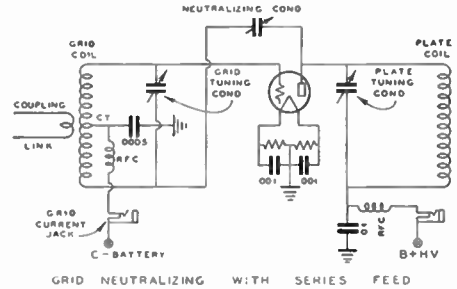 NEUTRALIZING COND
GRID
COIL
PLATE
COIL
GRID
TUNING
COND
PLATE
TUNING
COND
COUPLING
LINK
CT
.0005
RFC
.001
.001
GRID
CURRENT
JACK
C-BATTERY
.01
RFC
B+HV
GRID NEUTRALIZING WITH SERIES FEED